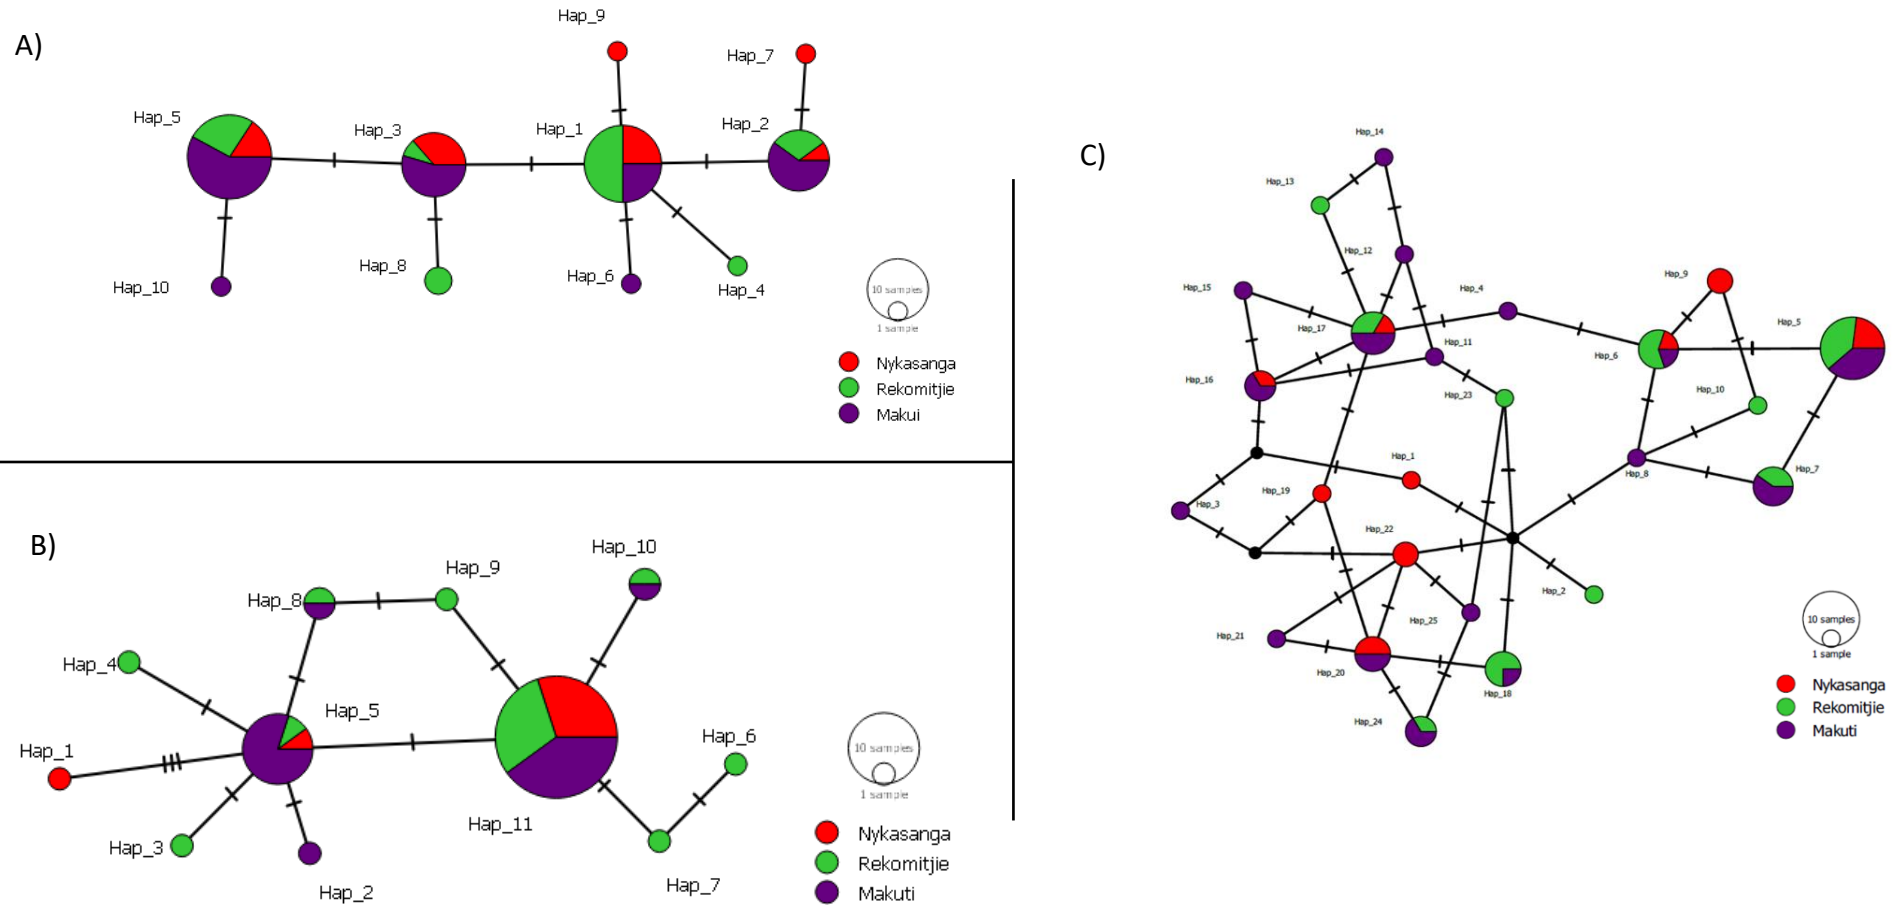 A)
Hap_9
Hap_7
Hap_5
Hap_3
Hap_1
Hap_2
Hap_10
Hap_8
Hap_6
Hap_4
10 samples
1 sample
Nykasanga
Rekomitjie
Makui
B)
Hap_10
Hap_9
Hap_8
Hap_4
Hap_5
Hap_1
Hap_6
Hap_11
Hap_3
Hap_2
Hap_7
10 samples
1 sample
Nykasanga
Rekomitjie
Makuti
C)
Hap_14
Hap_13
Hap_12
Hap_9
Hap_15
Hap_4
Hap_5
Hap_17
Hap_11
Hap_6
Hap_16
Hap_23
Hap_10
Hap_1
Hap_8
Hap_7
Hap_19
Hap_3
Hap_22
Hap_2
Hap_25
Hap_21
Hap_20
Hap_18
Hap_24
10 samples
1 sample
Nykasanga
Rekomitjie
Makuti